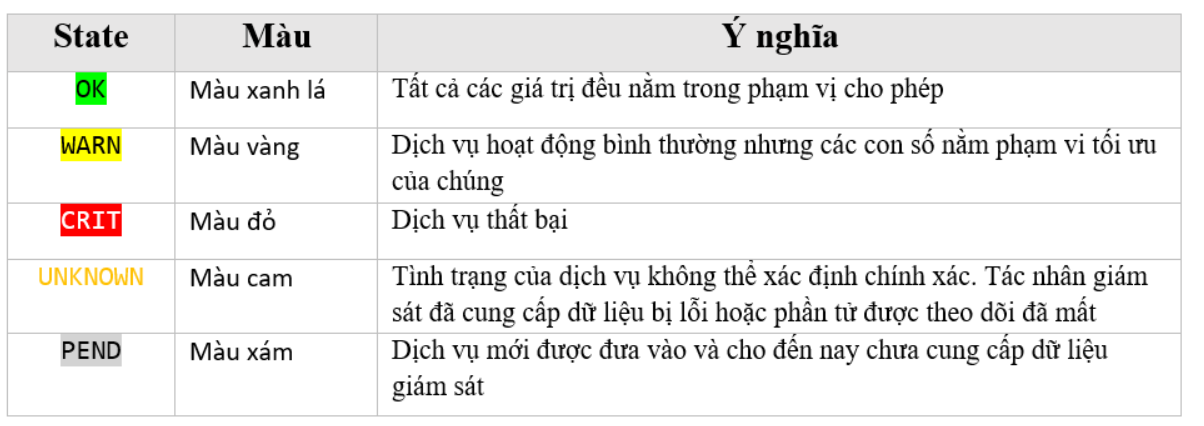 State Màu Ý nghĩa
OK Màu xanh lá Tất cả các giá trị đều nằm trong phạm vị cho phép
WARN Màu vàng Dịch vụ hoạt động bình thường nhưng các con số nằm phạm vi tối ưu
của chúng
CRIT Màu đỏ Dịch vụ thất bại
UNKNOWN Màu cam Tình trạng của dịch vụ không thể xác định chính xác. Tác nhân giám
sát đã cung cấp dữ liệu bị lỗi hoặc phần tử được theo dõi đã mất
PEND Màu xám Dịch vụ mới được đưa vào và cho đến nay chưa cung cấp dữ liệu
giám sát